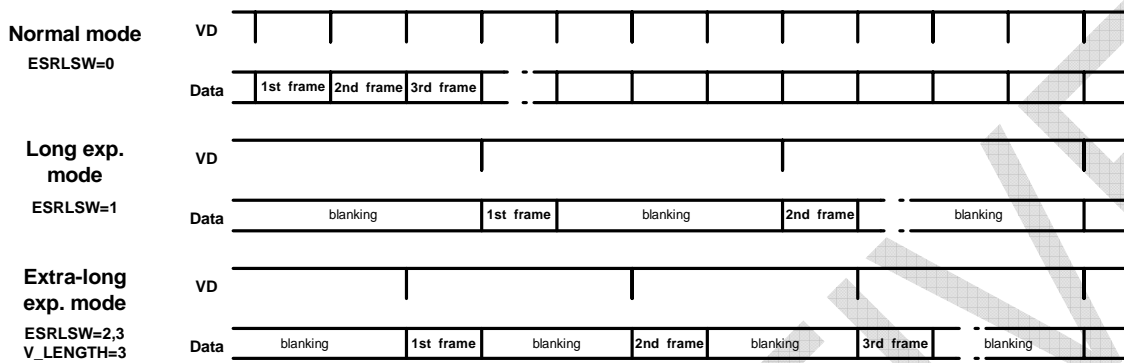 Normal mode
ESRLSW=0
VD
Data
1st frame 2nd frame 3rd frame
Long exp.
mode
ESRLSW=1
VD
Data
blanking 1st frame blanking 2nd frame blanking
Extra-long
exp. mode
ESRLSW=2,3
V_LENGTH=3
VD
Data
blanking 1st frame blanking 2nd frame blanking 3rd frame blanking